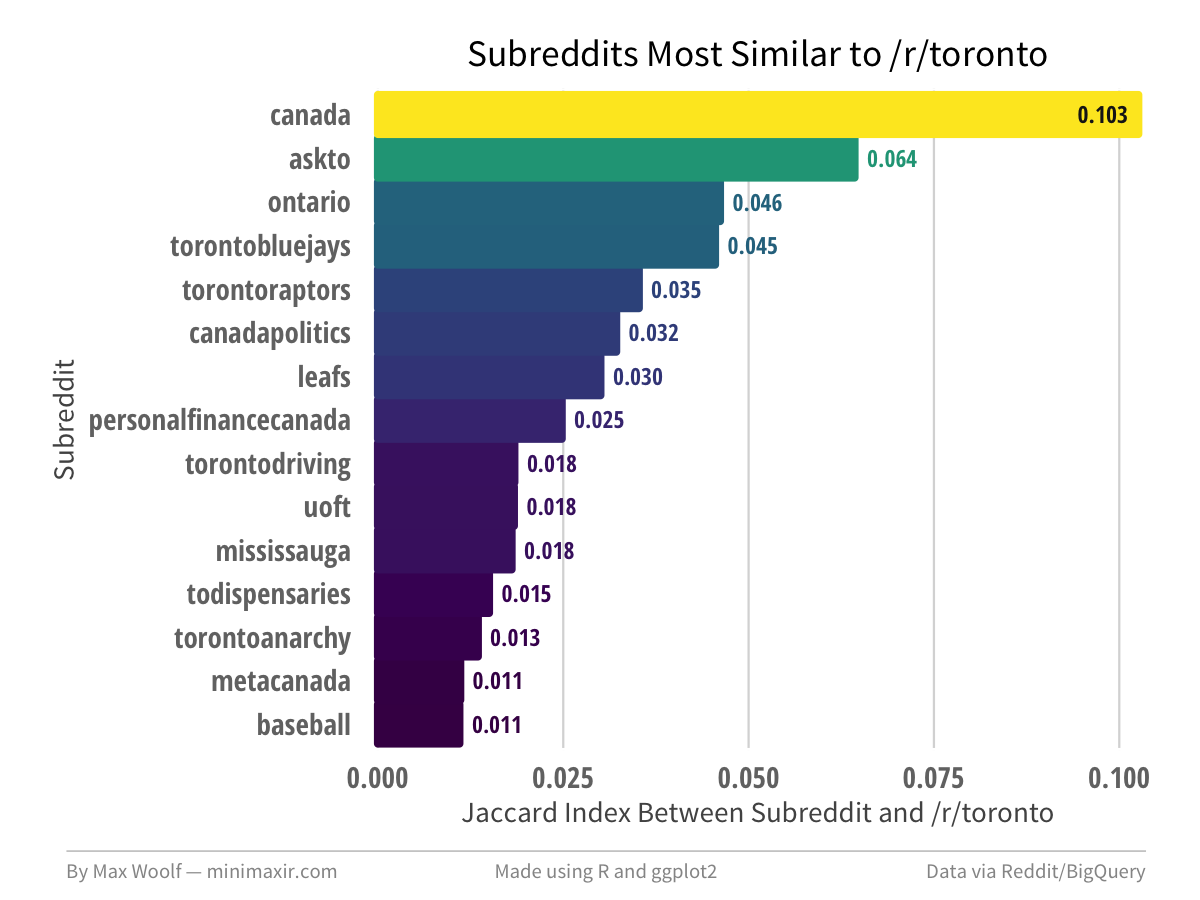 Subreddits Most Similar to /r/toronto
canada 0.103
askto 0.064
ontario 0.046
torontobluejays 0.045
torontoraptors 0.035
canadapolitics 0.032
leafs 0.030
personalfinancecanada 0.025
torontodriving 0.018
uoft 0.018
mississauga 0.018
todispensaries 0.015
torontoanarchy 0.013
metacanada 0.011
baseball 0.011
Subreddit
0.000 0.025 0.050 0.075 0.100
Jaccard Index Between Subreddit and /r/toronto
By Max Woolf — minimaxir.com Made using R and ggplot2 Data via Reddit/BigQuery